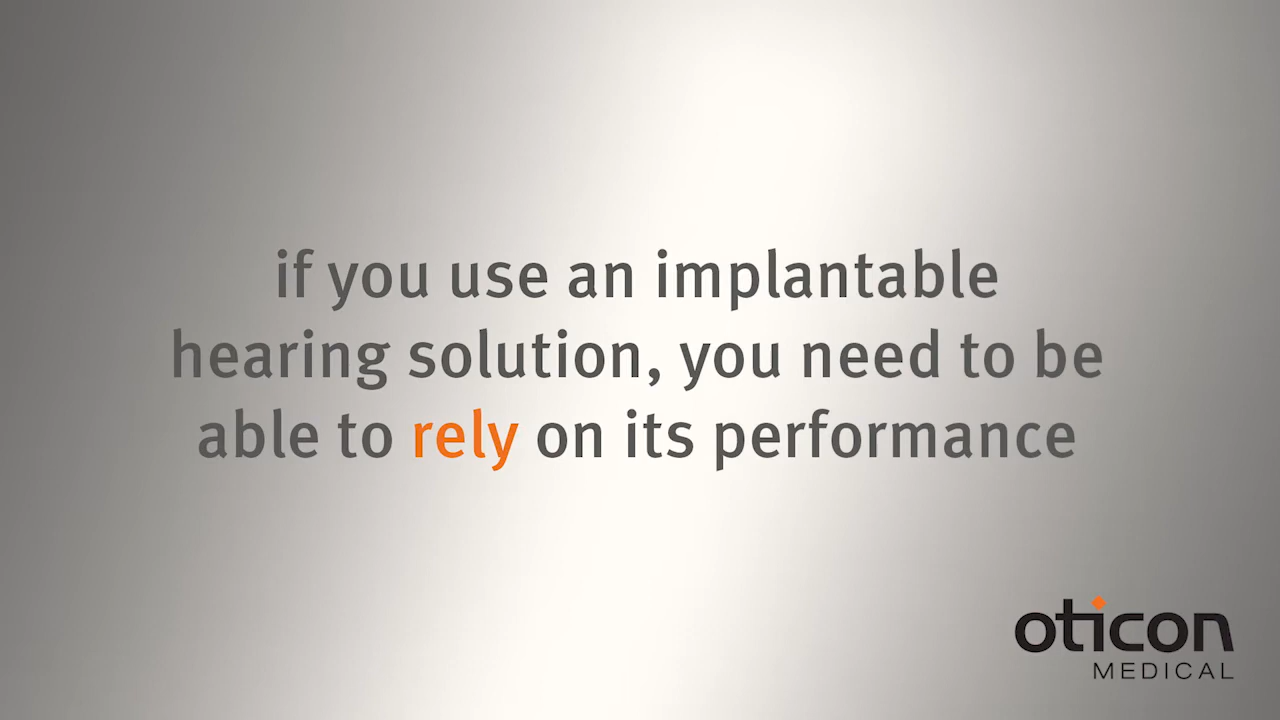 if you use an implantable
hearing solution, you need to be
able to rely on its performance
oticon
MEDICAL